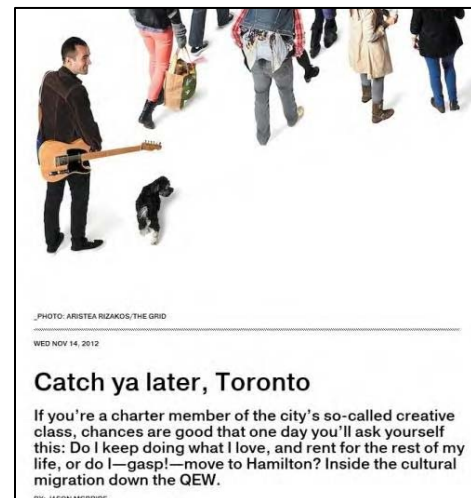 _PHOTO: ARISTEA RIZAKOS/THE GRID
WED NOV 14, 2012
Catch ya later, Toronto
If you're a charter member of the city's so-called creative
class, chances are good that one day you'll ask yourself
this: Do I keep doing what I love, and rent for the rest of my
life, or do I—gasp!—move to Hamilton? Inside the cultural
migration down the QEW.
BY: JASON MCBRIDE